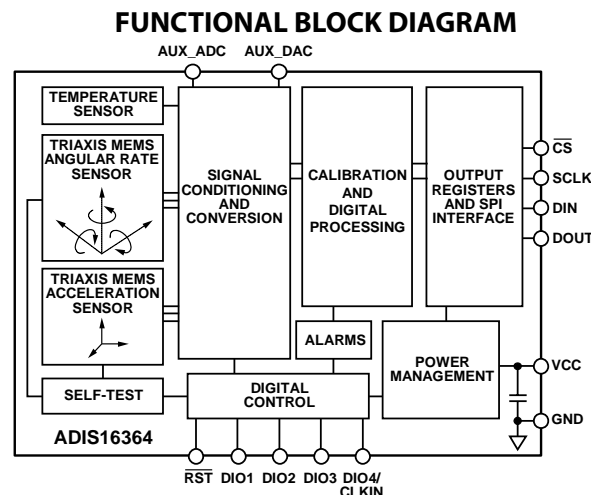 FUNCTIONAL BLOCK DIAGRAM
AUX_ADC AUX_DAC
TEMPERATURE
SENSOR
TRIAXIS MEMS
ANGULAR RATE
SENSOR
TRIAXIS MEMS
ACCELERATION
SENSOR
SELF-TEST
SIGNAL
CONDITIONING
AND
CONVERSION
CALIBRATION
AND
DIGITAL
PROCESSING
OUTPUT
REGISTERS
AND SPI
INTERFACE
ALARMS
DIGITAL
CONTROL
POWER
MANAGEMENT
CS
SCLK
DIN
DOUT
VCC
GND
ADIS16364
RST DIO1 DIO2 DIO3 DIO4/
CLKIN